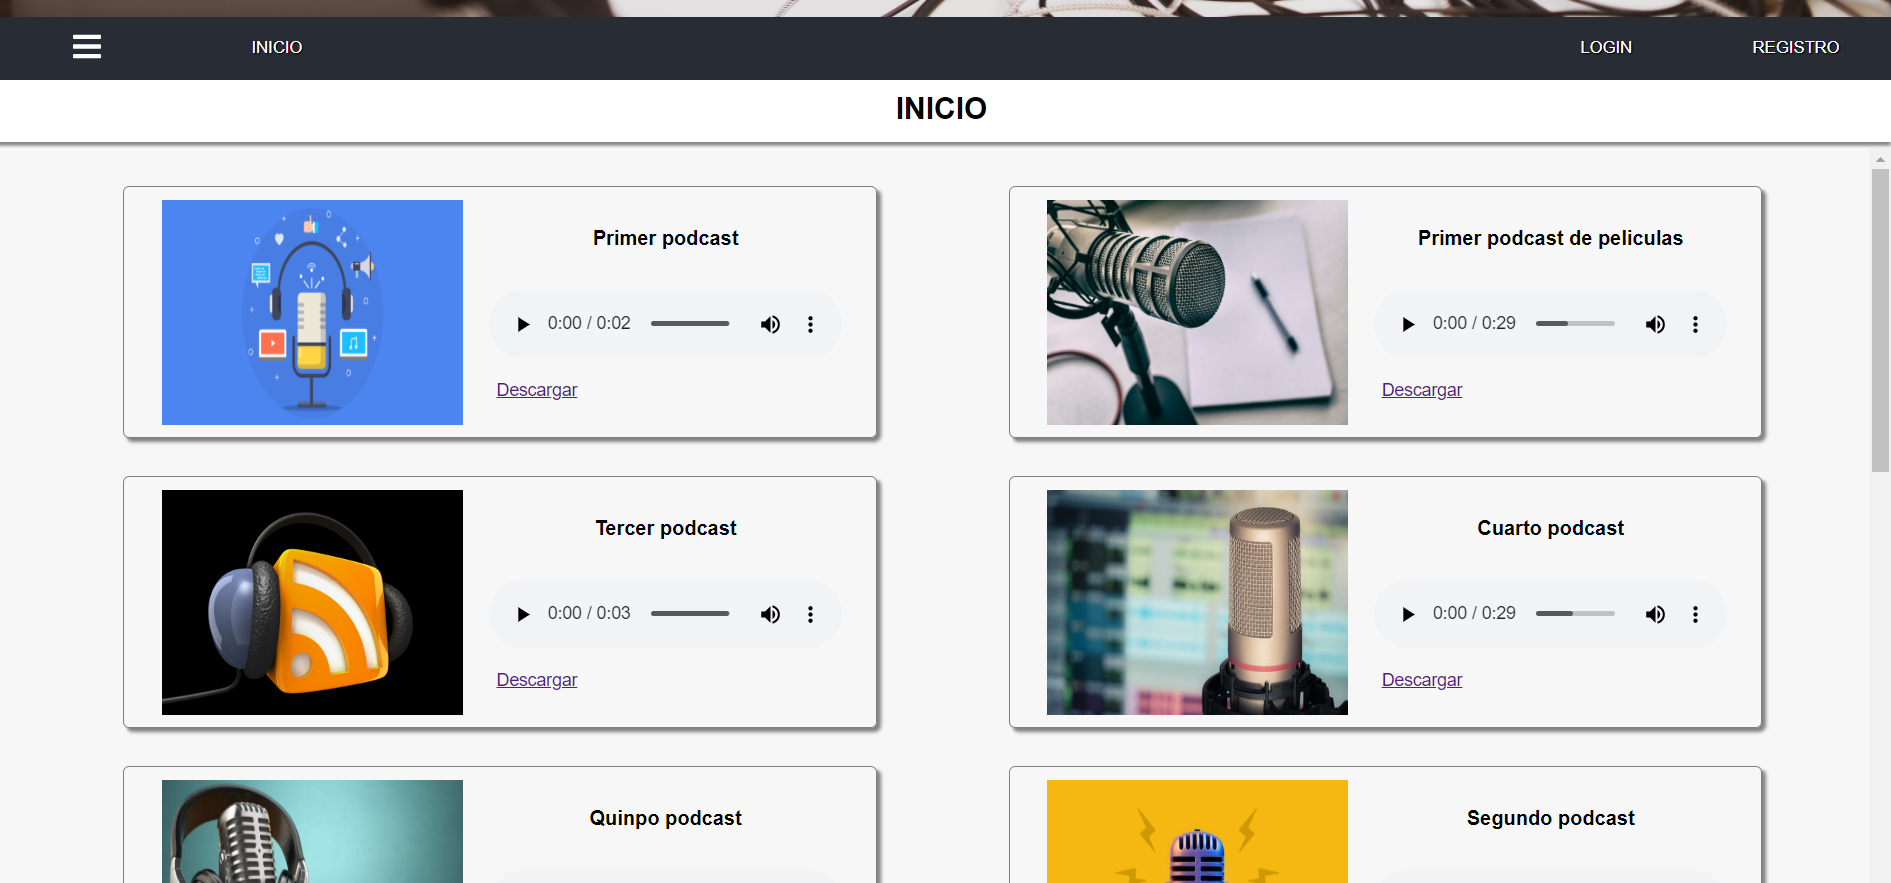 INICIO
LOGIN
REGISTRO
INICIO
Primer podcast
0:00 / 0:02
Descargar
Primer podcast de peliculas
0:00 / 0:29
Descargar
Tercer podcast
0:00 / 0:03
Descargar
Cuarto podcast
0:00 / 0:29
Descargar
Quinpo podcast
Segundo podcast